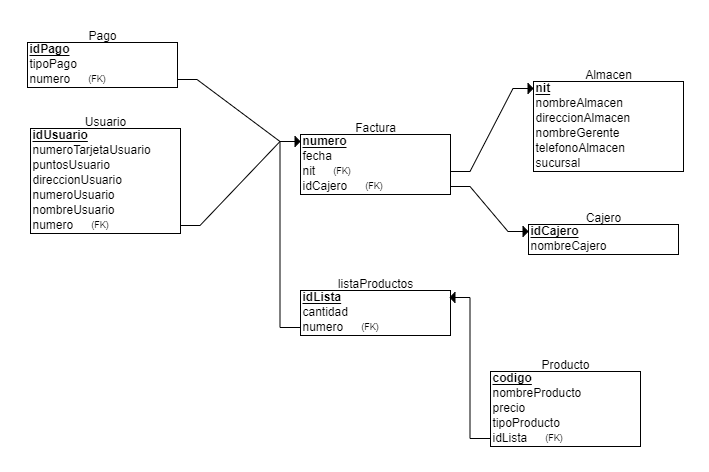 Pago
idPago
tipoPago
numero (FK)
Usuario
idUsuario
numeroTarjetaUsuario
puntosUsuario
direccionUsuario
numeroUsuario
nombreUsuario
numero (FK)
Factura
numero
fecha
nit (FK)
idCajero (FK)
Almacen
nit
nombreAlmacen
direccionAlmacen
nombreGerente
telefonoAlmacen
sucursal
Cajero
idCajero
nombreCajero
listaProductos
idLista
cantidad
numero (FK)
Producto
codigo
nombreProducto
precio
tipoProducto
idLista (FK)